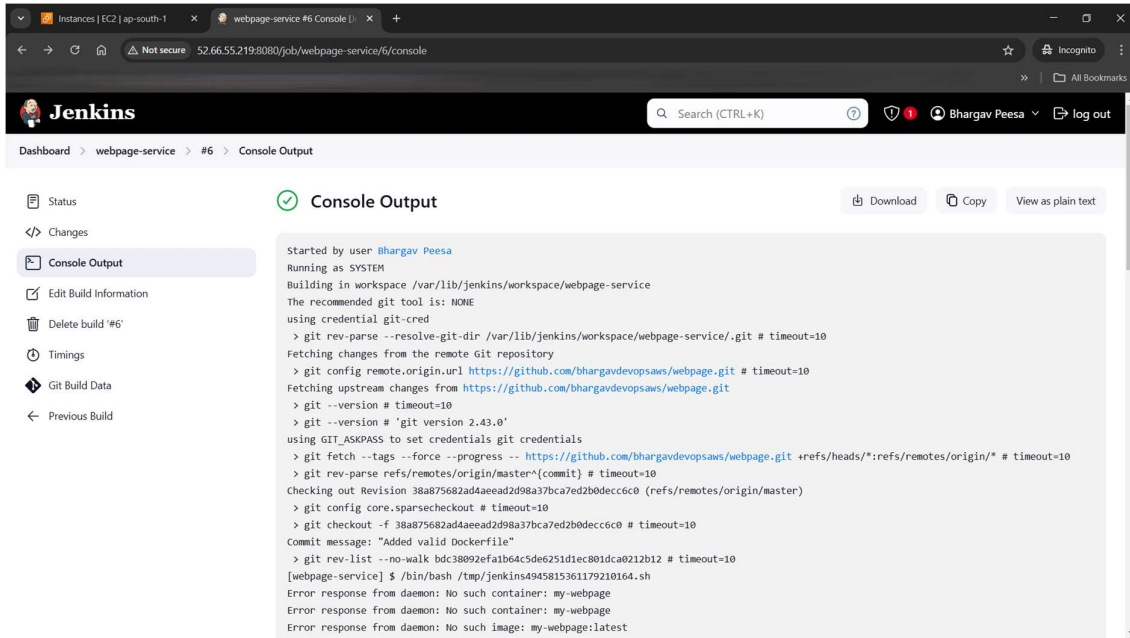 Instances | EC2 | ap-south-1
webpage-service #6 Console [Je
Not secure 52.66.55.219:8080/job/webpage-service/6/console
Incognito
» All Bookmarks
Jenkins
Search (CTRL+K)
1
Bhargav Peesa
log out
Dashboard > webpage-service > #6 > Console Output
Status
Changes
Console Output
Edit Build Information
Delete build '#6'
Timings
Git Build Data
Previous Build
Console Output
Download
Copy
View as plain text
Started by user Bhargav Peesa
Running as SYSTEM
Building in workspace /var/lib/jenkins/workspace/webpage-service
The recommended git tool is: NONE
using credential git-cred
> git rev-parse --resolve-git-dir /var/lib/jenkins/workspace/webpage-service/.git # timeout=10
Fetching changes from the remote Git repository
> git config remote.origin.url https://github.com/bhargavdevopsaws/webpage.git # timeout=10
Fetching upstream changes from https://github.com/bhargavdevopsaws/webpage.git
> git --version # timeout=10
> git --version # 'git version 2.43.0'
using GIT_ASKPASS to set credentials git credentials
> git fetch --tags --force --progress -- https://github.com/bhargavdevopsaws/webpage.git +refs/heads/*:refs/remotes/origin/* # timeout=10
> git rev-parse refs/remotes/origin/master^{commit} # timeout=10
Checking out Revision 38a875682ad4aeead2d98a37bca7ed2b0decc6c0 (refs/remotes/origin/master)
> git config core.sparsecheckout # timeout=10
> git checkout -f 38a875682ad4aeead2d98a37bca7ed2b0decc6c0 # timeout=10
Commit message: "Added valid Dockerfile"
> git rev-list --no-walk bdc38092efa1b64c5de6251d1ec801dca0212b12 # timeout=10
[webpage-service] $ /bin/bash /tmp/jenkins4945815361179210164.sh
Error response from daemon: No such container: my-webpage
Error response from daemon: No such container: my-webpage
Error response from daemon: No such image: my-webpage:latest